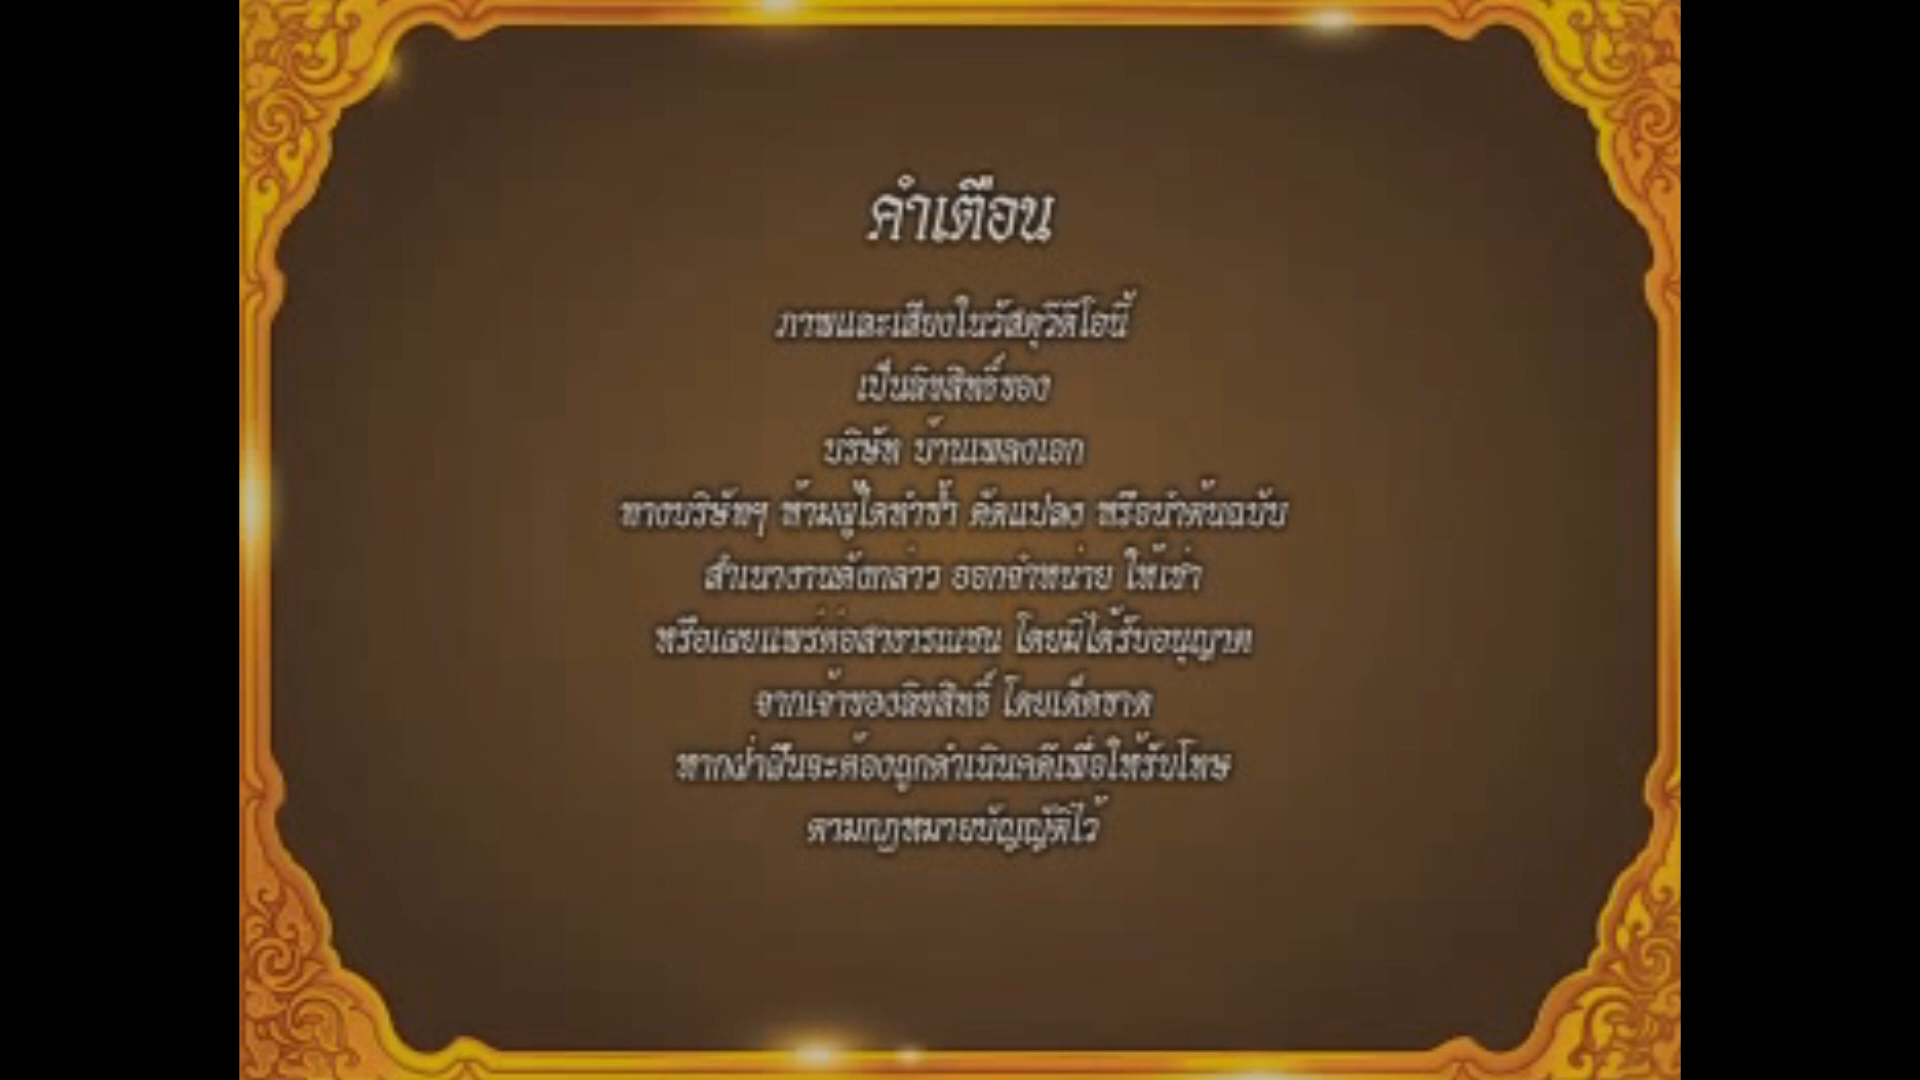 คำเตือน
ภาพและเสียงในวัสดุวีดีโอนี้
เป็นลิขสิทธิ์ของ
บริษัท บ้านเพลงเอก
ทางบริษัทฯ ห้ามผู้ใดทำซ้ำ ดัดแปลง หรือนำต้นฉบับ
สำเนางานดังกล่าว ออกจำหน่าย ให้เช่า
หรือเผยแพร่ต่อสาธารณชน โดยมิได้รับอนุญาต
จากเจ้าของลิขสิทธิ์ โดยเด็ดขาด
หากฝ่าฝืนจะต้องถูกดำเนินคดีเพื่อให้รับโทษ
ตามกฎหมายบัญญัติไว้